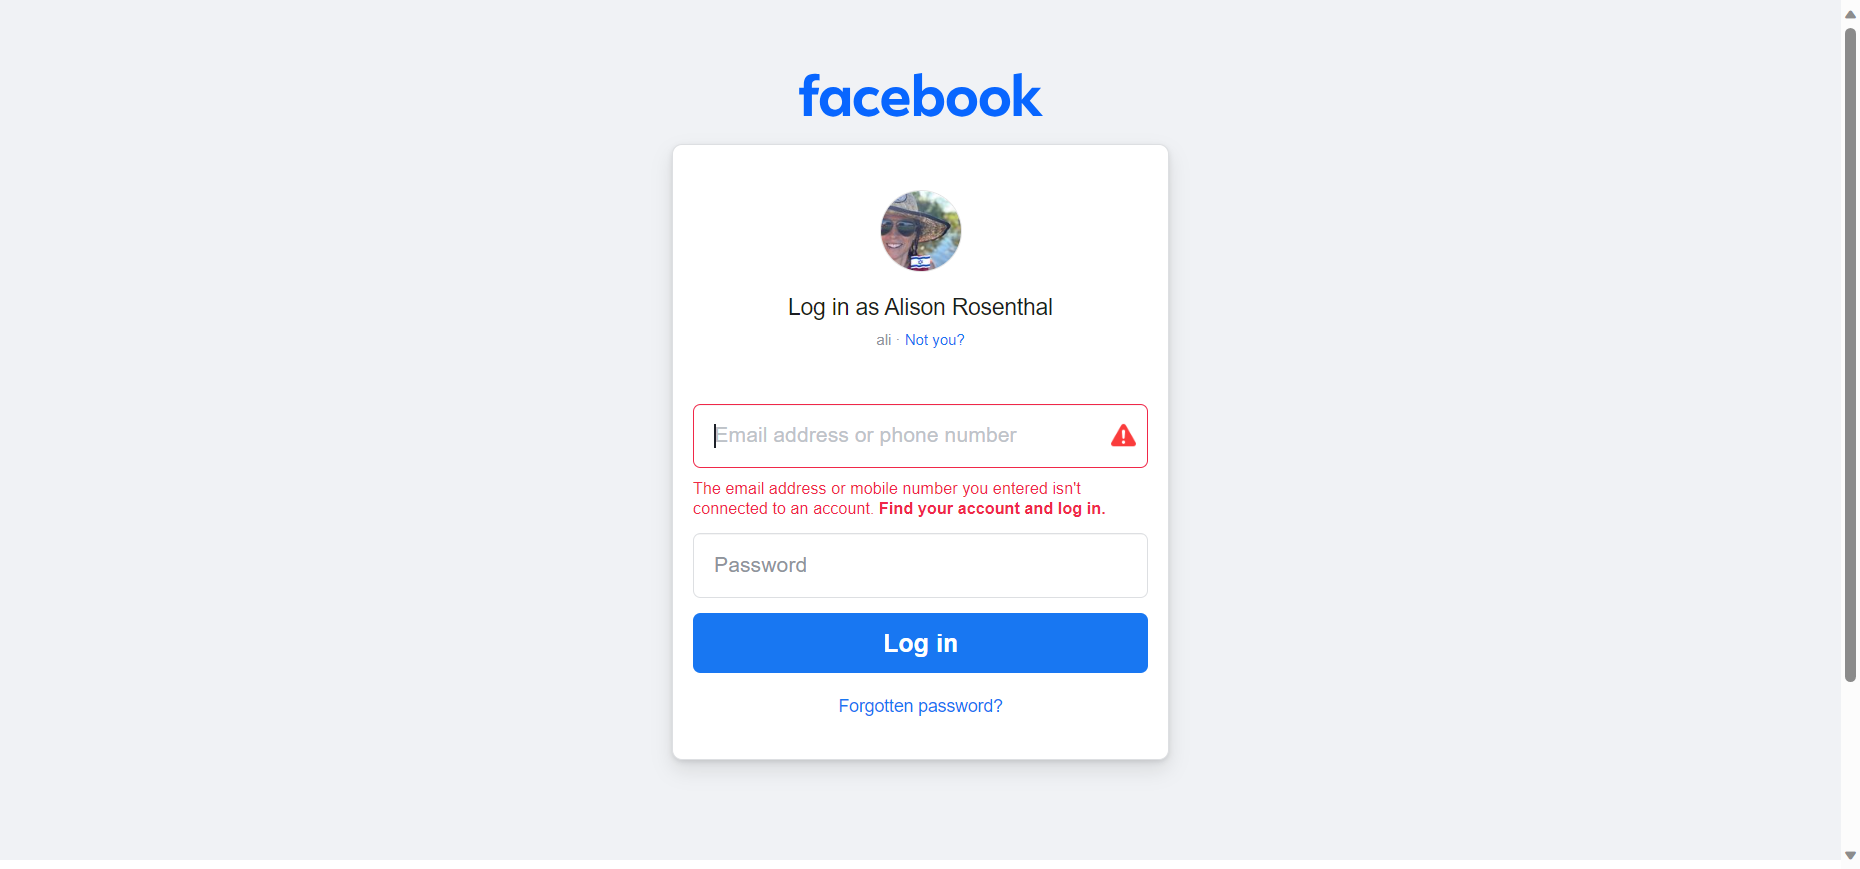 facebook
Log in as Alison Rosenthal
ali · Not you?
Email address or phone number
The email address or mobile number you entered isn't
connected to an account. Find your account and log in.
Password
Log in
Forgotten password?